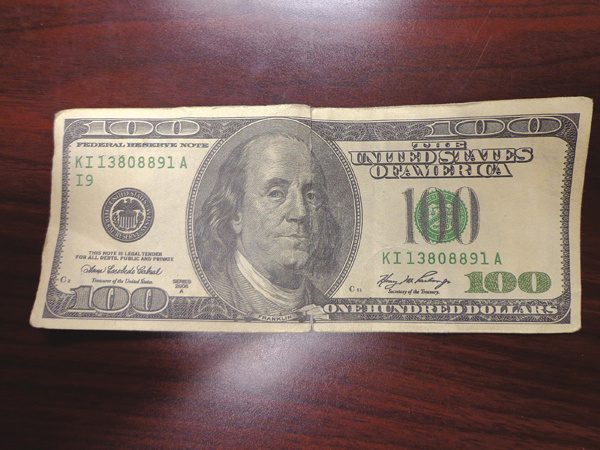 100
100
FEDERAL RESERVE NOTE
THE
UNITED STATES
OF AMERICA
KI 13808891 A
I9
100
KI 13808891 A
THIS NOTE IS LEGAL TENDER
FOR ALL DEBTS, PUBLIC AND PRIVATE
Treasurer of the United States.
SERIES
2006
A
Secretary of the Treasury.
100
100
FRANKLIN
ONE HUNDRED DOLLARS